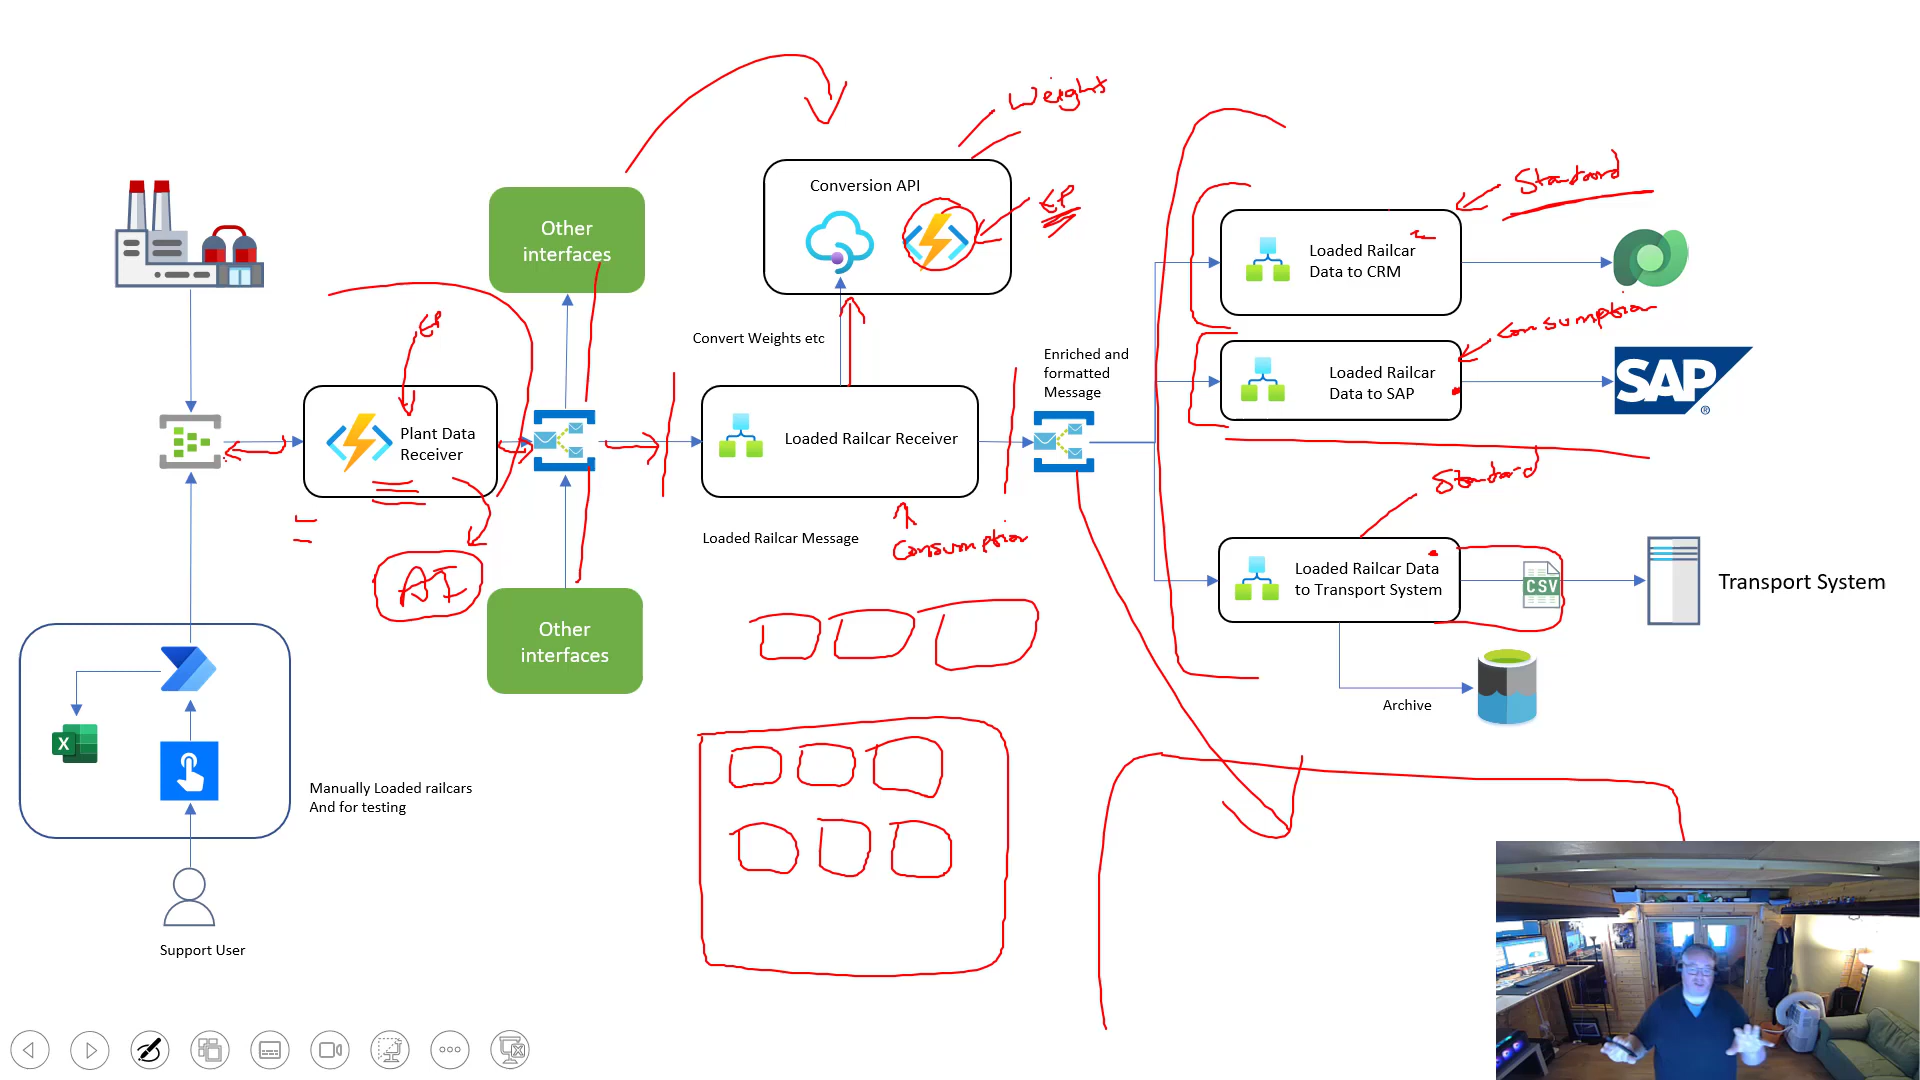 Weights
Conversion API
EP
Other
interfaces
Standard
Loaded Railcar
Data to CRM
EP
Convert Weights etc
Consumption
Enriched and
formatted
Message
Loaded Railcar
Data to SAP
SAP
®
Plant Data
Receiver
Loaded Railcar Receiver
Standard
Loaded Railcar Message
Consumption
AI
Loaded Railcar Data
to Transport System
CSV
Transport System
Other
interfaces
Archive
X
Manually Loaded railcars
And for testing
Support User